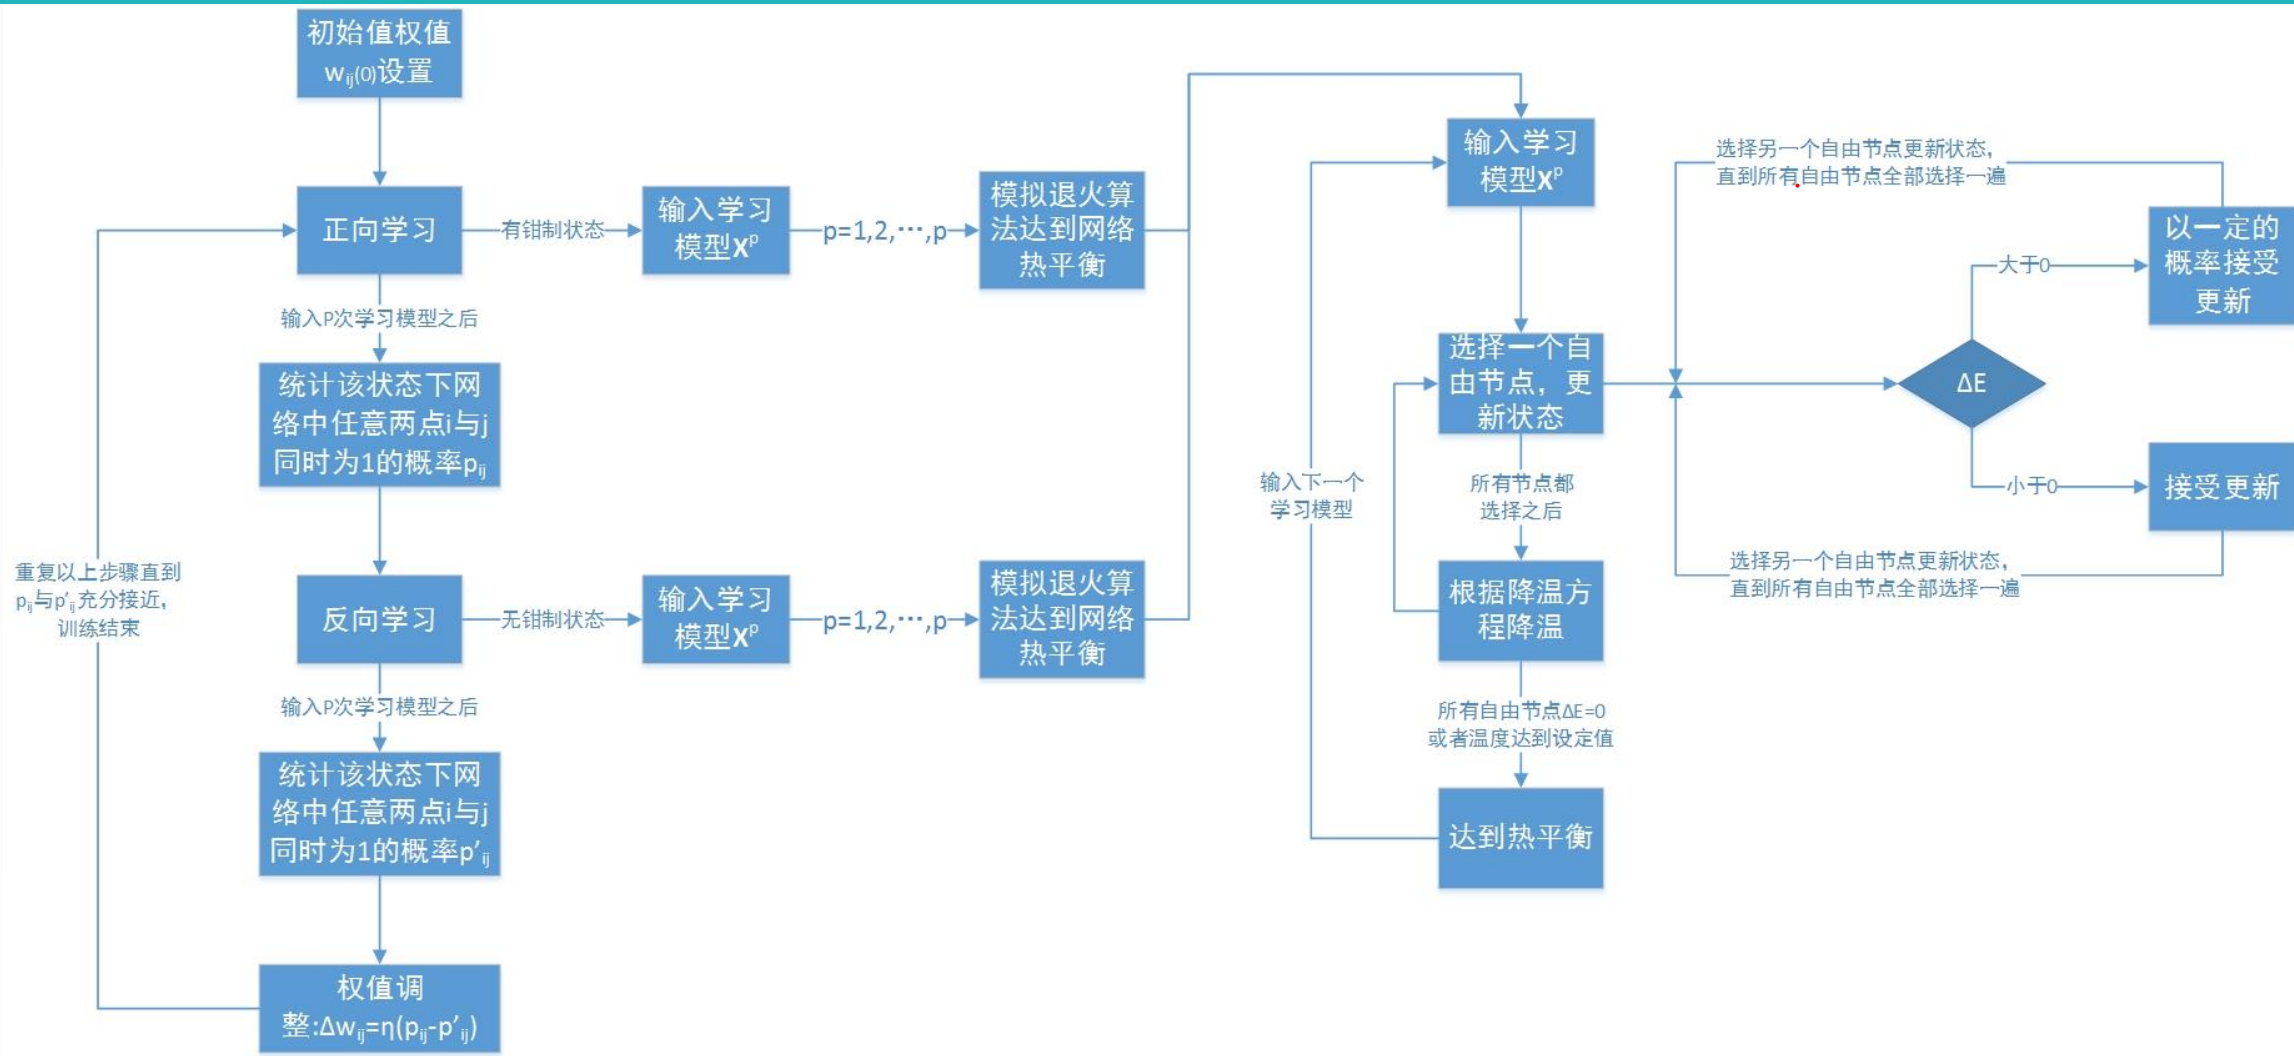 初始值权值
wij(0)设置
正向学习
有钳制状态
输入学习
模型Xᵖ
p=1,2,···,p
模拟退火算
法达到网络
热平衡
输入P次学习模型之后
统计该状态下网
络中任意两点i与j
同时为1的概率pij
反向学习
无钳制状态
输入学习
模型Xᵖ
p=1,2,···,p
模拟退火算
法达到网络
热平衡
输入P次学习模型之后
统计该状态下网
络中任意两点i与j
同时为1的概率p’ij
权值调
整:Δwij=η(pij-p’ij)
重复以上步骤直到
pij与p’ij充分接近，
训练结束
输入学习
模型Xᵖ
选择一个自
由节点，更
新状态
所有节点都
选择之后
根据降温方
程降温
所有自由节点ΔE=0
或者温度达到设定值
达到热平衡
输入下一个
学习模型
ΔE
大于0
以一定的
概率接受
更新
选择另一个自由节点更新状态，
直到所有自由节点全部选择一遍
小于0
接受更新
选择另一个自由节点更新状态，
直到所有自由节点全部选择一遍